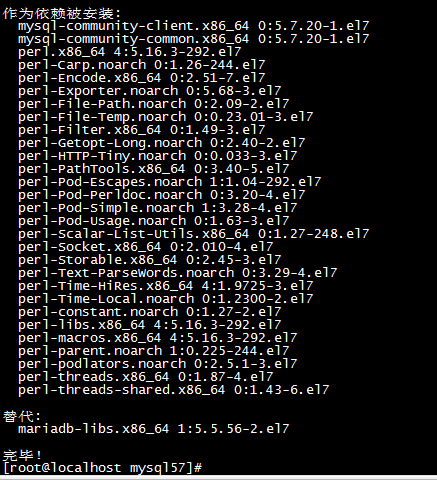 作为依赖被安装:
mysql-community-client.x86_64 0:5.7.20-1.el7
mysql-community-common.x86_64 0:5.7.20-1.el7
perl.x86_64 4:5.16.3-292.el7
perl-Carp.noarch 0:1.26-244.el7
perl-Encode.x86_64 0:2.51-7.el7
perl-Exporter.noarch 0:5.68-3.el7
perl-File-Path.noarch 0:2.09-2.el7
perl-File-Temp.noarch 0:0.23.01-3.el7
perl-Filter.x86_64 0:1.49-3.el7
perl-Getopt-Long.noarch 0:2.40-2.el7
perl-HTTP-Tiny.noarch 0:0.033-3.el7
perl-PathTools.x86_64 0:3.40-5.el7
perl-Pod-Escapes.noarch 1:1.04-292.el7
perl-Pod-Perldoc.noarch 0:3.20-4.el7
perl-Pod-Simple.noarch 1:3.28-4.el7
perl-Pod-Usage.noarch 0:1.63-3.el7
perl-Scalar-List-Utils.x86_64 0:1.27-248.el7
perl-Socket.x86_64 0:2.010-4.el7
perl-Storable.x86_64 0:2.45-3.el7
perl-Text-ParseWords.noarch 0:3.29-4.el7
perl-Time-HiRes.x86_64 4:1.9725-3.el7
perl-Time-Local.noarch 0:1.2300-2.el7
perl-constant.noarch 0:1.27-2.el7
perl-libs.x86_64 4:5.16.3-292.el7
perl-macros.x86_64 4:5.16.3-292.el7
perl-parent.noarch 1:0.225-244.el7
perl-podlators.noarch 0:2.5.1-3.el7
perl-threads.x86_64 0:1.87-4.el7
perl-threads-shared.x86_64 0:1.43-6.el7
替代:
mariadb-libs.x86_64 1:5.5.56-2.el7
完毕！
[root@localhost mysql57]#